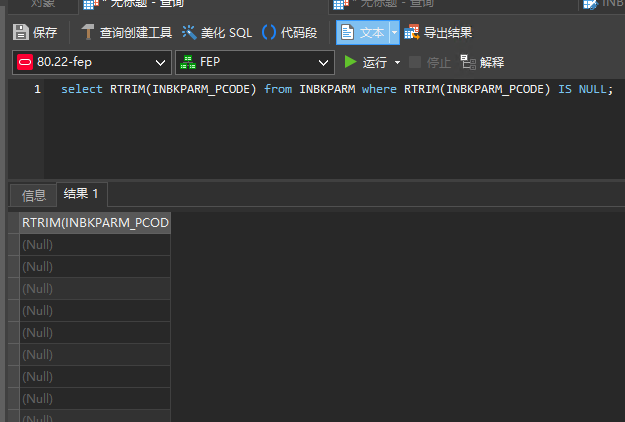 对象
* 无标题 - 查询
* 无标题 - 查询
INB
保存
查询创建工具
美化 SQL
代码段
文本
导出结果
80.22-fep
FEP
运行
停止
解释
1 select RTRIM(INBKPARM_PCODE) from INBKPARM where RTRIM(INBKPARM_PCODE) IS NULL;
信息
结果 1
RTRIM(INBKPARM_PCOD
(Null)
(Null)
(Null)
(Null)
(Null)
(Null)
(Null)
(Null)
(Null)